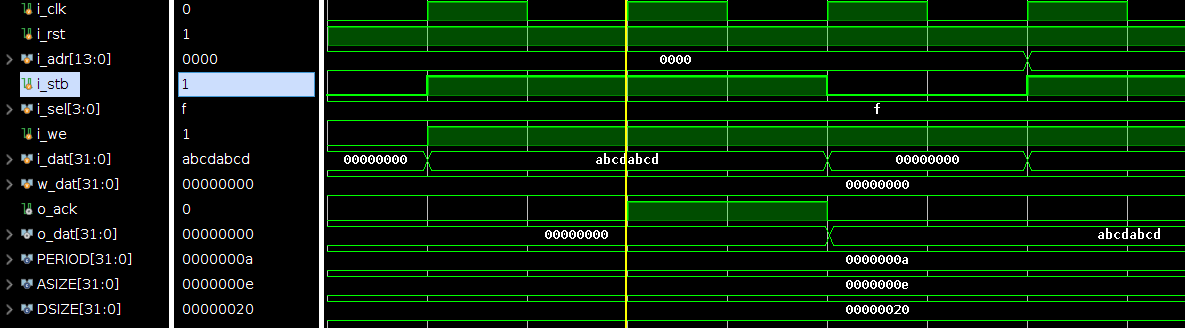 i_clk 0
i_rst 1
i_adr[13:0] 0000 0000
i_stb 1
i_sel[3:0] f f
i_we 1
i_dat[31:0] abcdabcd 00000000 abcdabcd 00000000
w_dat[31:0] 00000000 00000000
o_ack 0
o_dat[31:0] 00000000 00000000 abcdabcd
PERIOD[31:0] 0000000a 0000000a
ASIZE[31:0] 0000000e 0000000e
DSIZE[31:0] 00000020 00000020